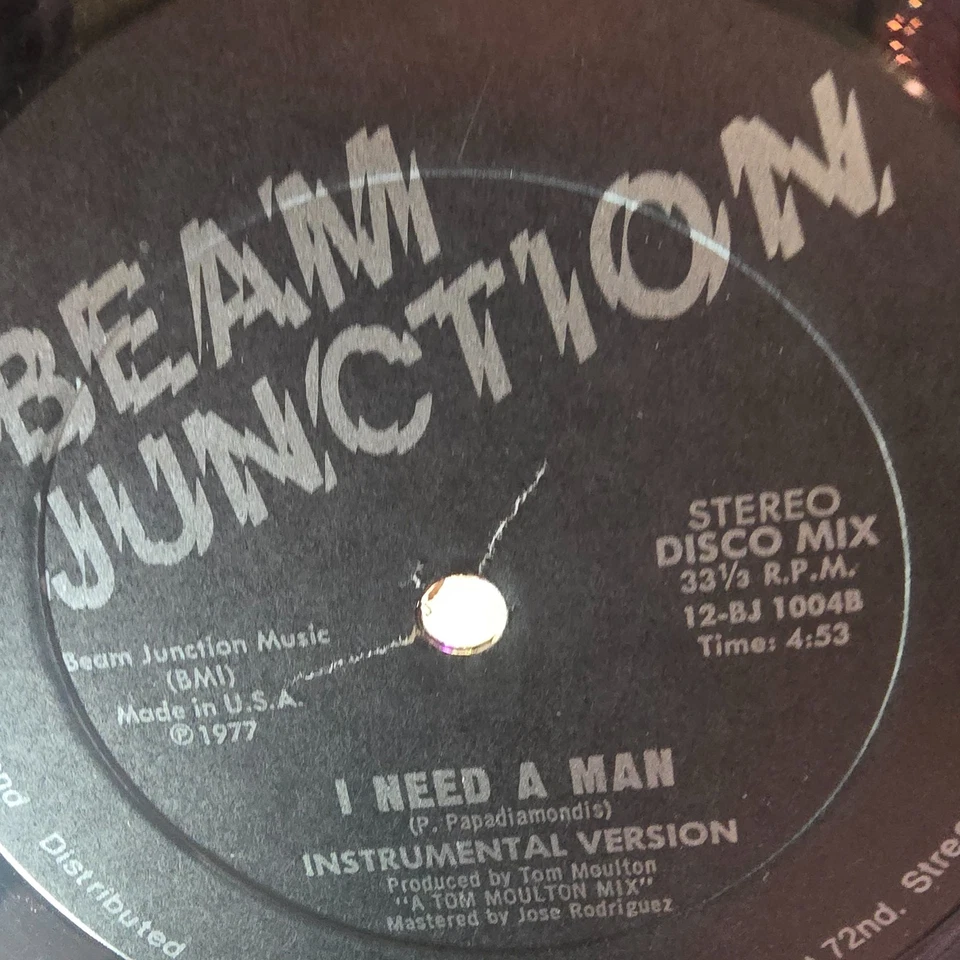 BEAM
JUNCTION
STEREO
DISCO MIX
33⅓ R.P.M.
12-BJ 1004B
Time: 4:53
Beam Junction Music
(BMI)
Made in U.S.A.
℗1977
I NEED A MAN
(P. Papadiamondis)
INSTRUMENTAL VERSION
Produced by Tom Moulton
"A TOM MOULTON MIX"
Mastered by Jose Rodriguez
Distributed
72nd.